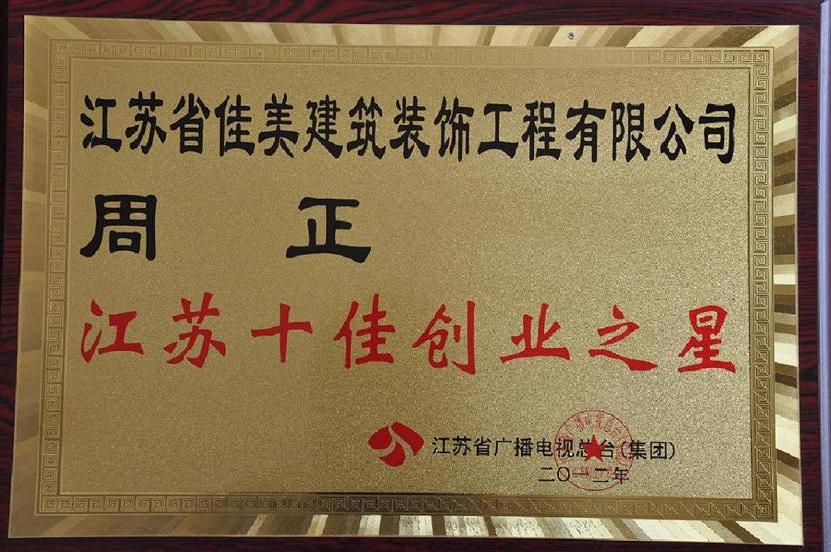 江苏省佳美建筑装饰工程有限公司
周 正
江苏十佳创业之星
江苏省广播电视总台(集团)
二〇一二年